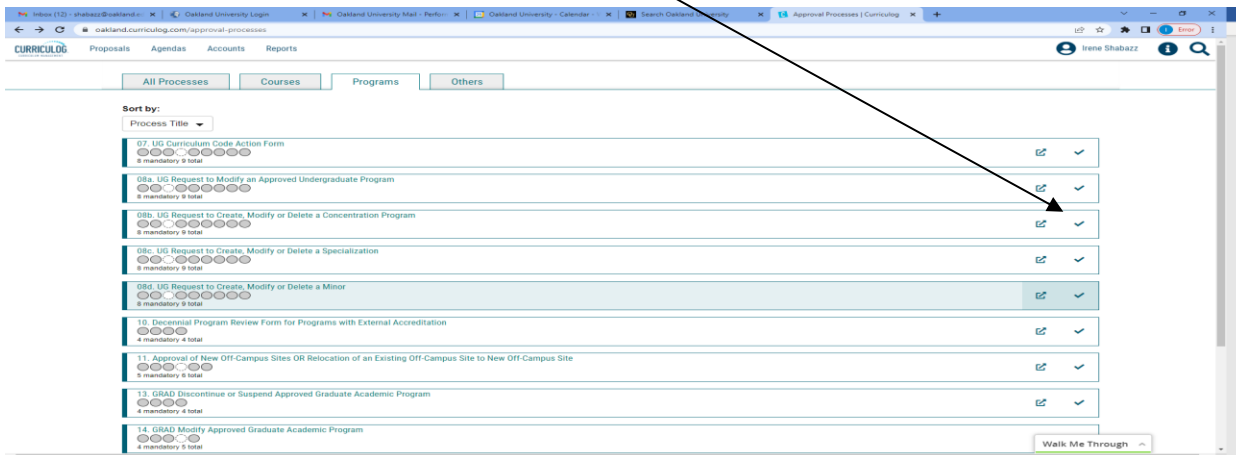 Inbox (12) - shabazz@oakland.e
Oakland University Login
Oakland University Mail - Perfor
Oakland University - Calendar -
Search Oakland University
Approval Processes | Curriculog
oakland.curriculog.com/approval-processes
Error
CURRICULOG
Proposals Agendas Accounts Reports
Irene Shabazz
All Processes Courses Programs Others
Sort by:
Process Title
07. UG Curriculum Code Action Form
8 mandatory 9 total
08a. UG Request to Modify an Approved Undergraduate Program
8 mandatory 9 total
08b. UG Request to Create, Modify or Delete a Concentration Program
8 mandatory 9 total
08c. UG Request to Create, Modify or Delete a Specialization
8 mandatory 9 total
08d. UG Request to Create, Modify or Delete a Minor
8 mandatory 9 total
10. Decennial Program Review Form for Programs with External Accreditation
4 mandatory 4 total
11. Approval of New Off-Campus Sites OR Relocation of an Existing Off-Campus Site to New Off-Campus Site
5 mandatory 6 total
13. GRAD Discontinue or Suspend Approved Graduate Academic Program
4 mandatory 4 total
14. GRAD Modify Approved Graduate Academic Program
4 mandatory 5 total
Walk Me Through